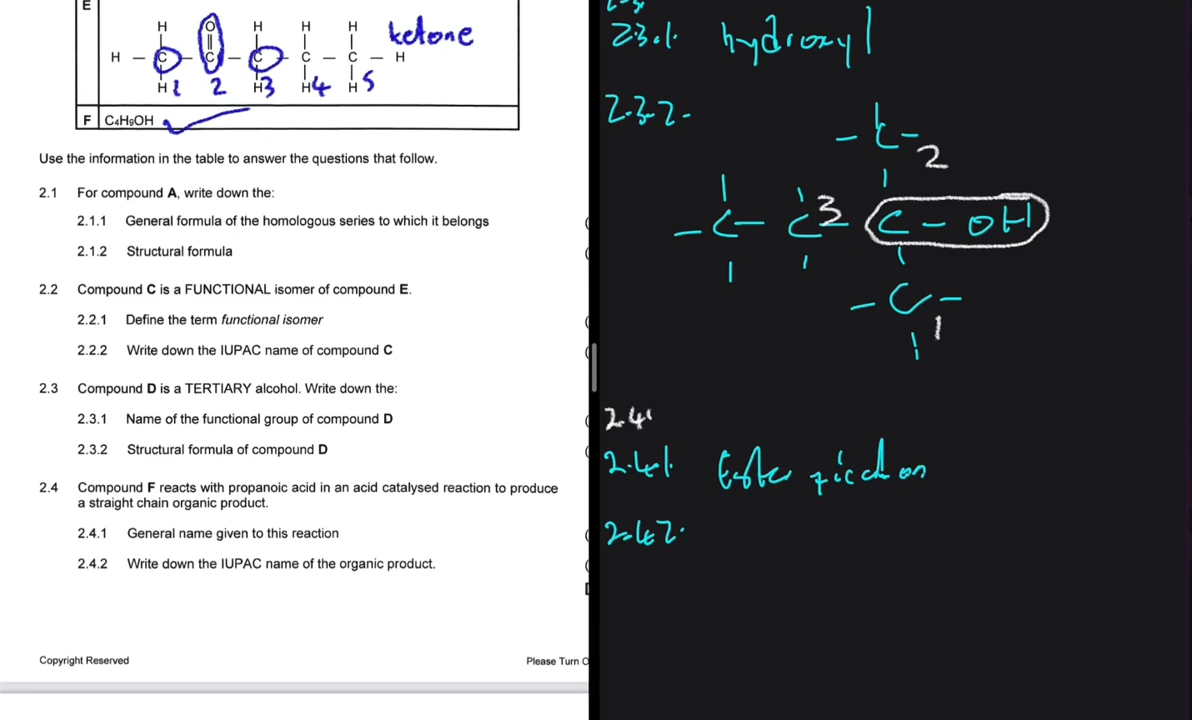 E
H O H H H ketone
H – C – C – C – C – C – H
H 1 2 H 3 H 4 H 5
F C₄H₉OH
Use the information in the table to answer the questions that follow.
2.1 For compound A, write down the:
2.1.1 General formula of the homologous series to which it belongs
2.1.2 Structural formula
2.2 Compound C is a FUNCTIONAL isomer of compound E.
2.2.1 Define the term functional isomer
2.2.2 Write down the IUPAC name of compound C
2.3 Compound D is a TERTIARY alcohol. Write down the:
2.3.1 Name of the functional group of compound D
2.3.2 Structural formula of compound D
2.4 Compound F reacts with propanoic acid in an acid catalysed reaction to produce
a straight chain organic product.
2.4.1 General name given to this reaction
2.4.2 Write down the IUPAC name of the organic product.
Copyright Reserved
Please Turn O
2.3.1. hydroxyl
2.3.2.
– C –
2
– C – C 3 C – OH
– C –
1
2.4
2.4.1.
2.4.2.